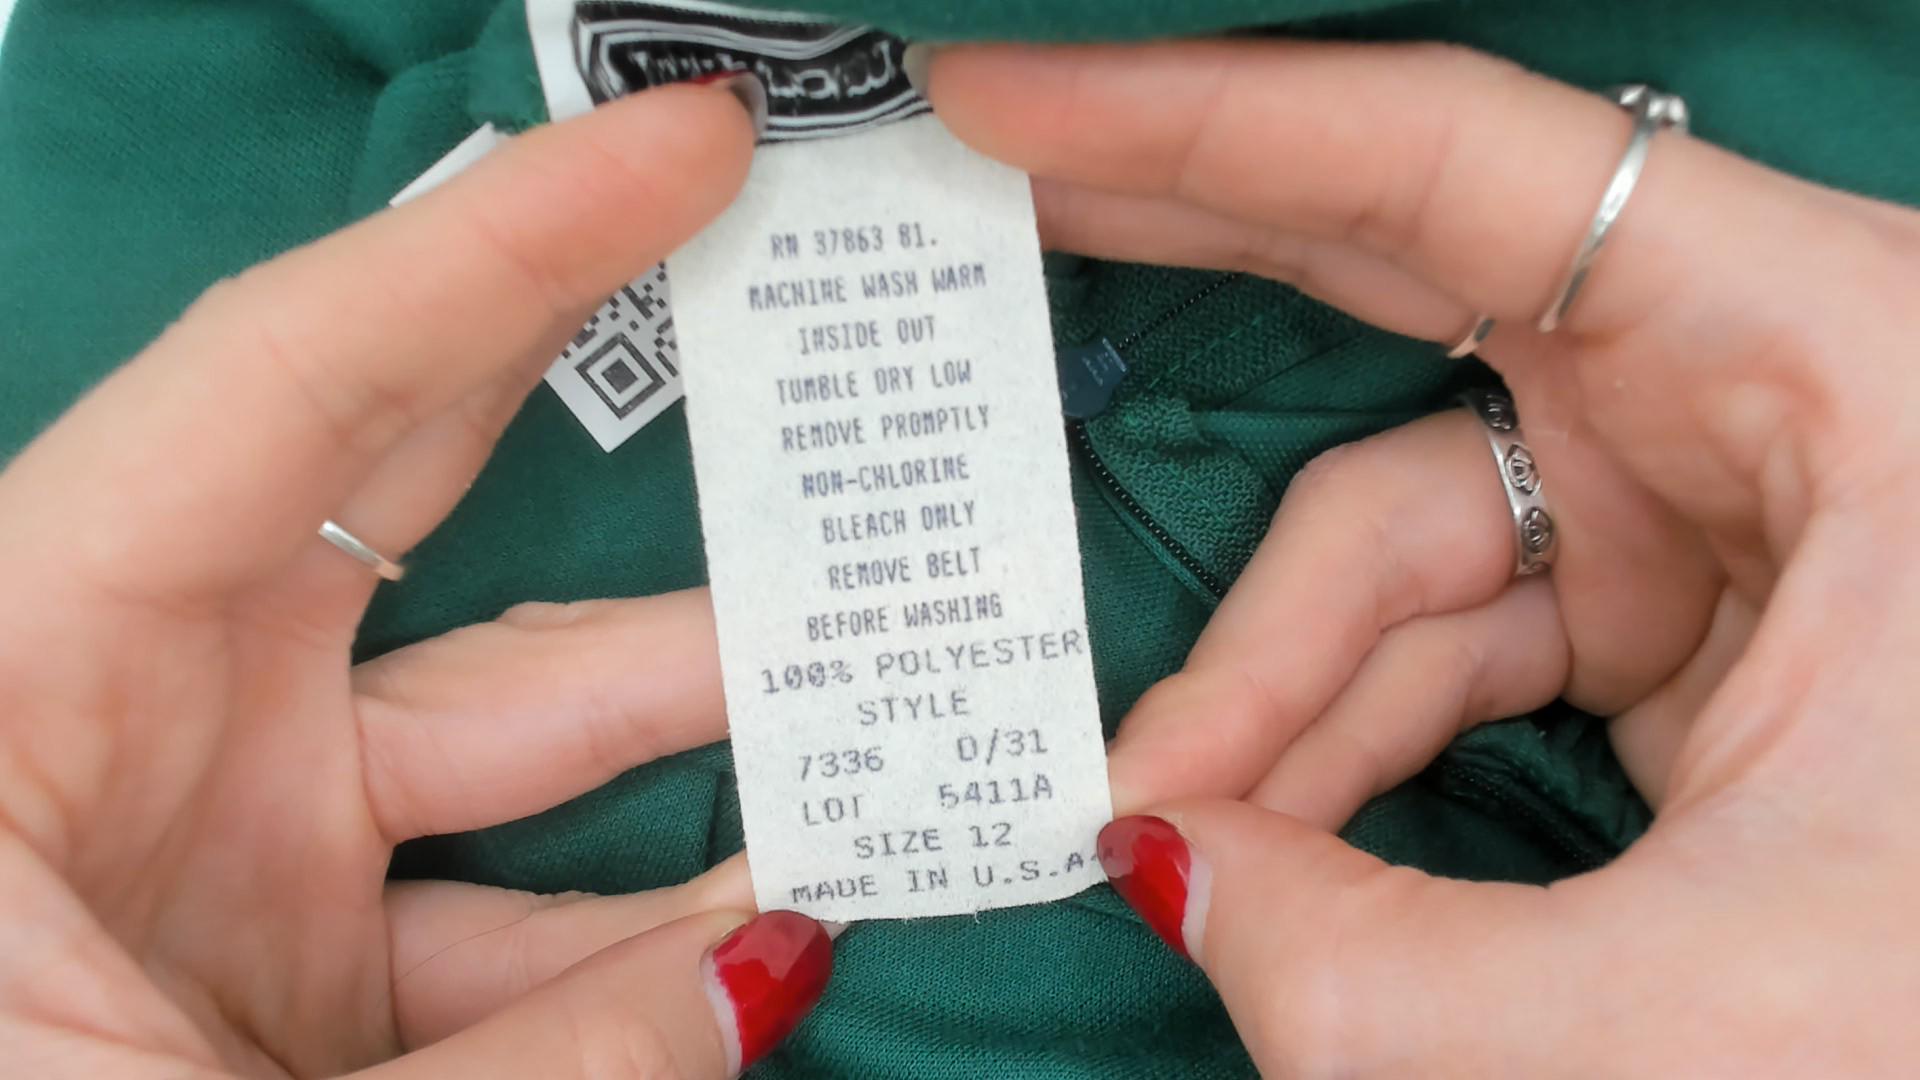 RN 37863 81.
MACHINE WASH WARM
INSIDE OUT
TUMBLE DRY LOW
REMOVE PROMPTLY
NON-CHLORINE
BLEACH ONLY
REMOVE BELT
BEFORE WASHING
100% POLYESTER
STYLE
7336 D/31
LOT 5411A
SIZE 12
MADE IN U.S.A.